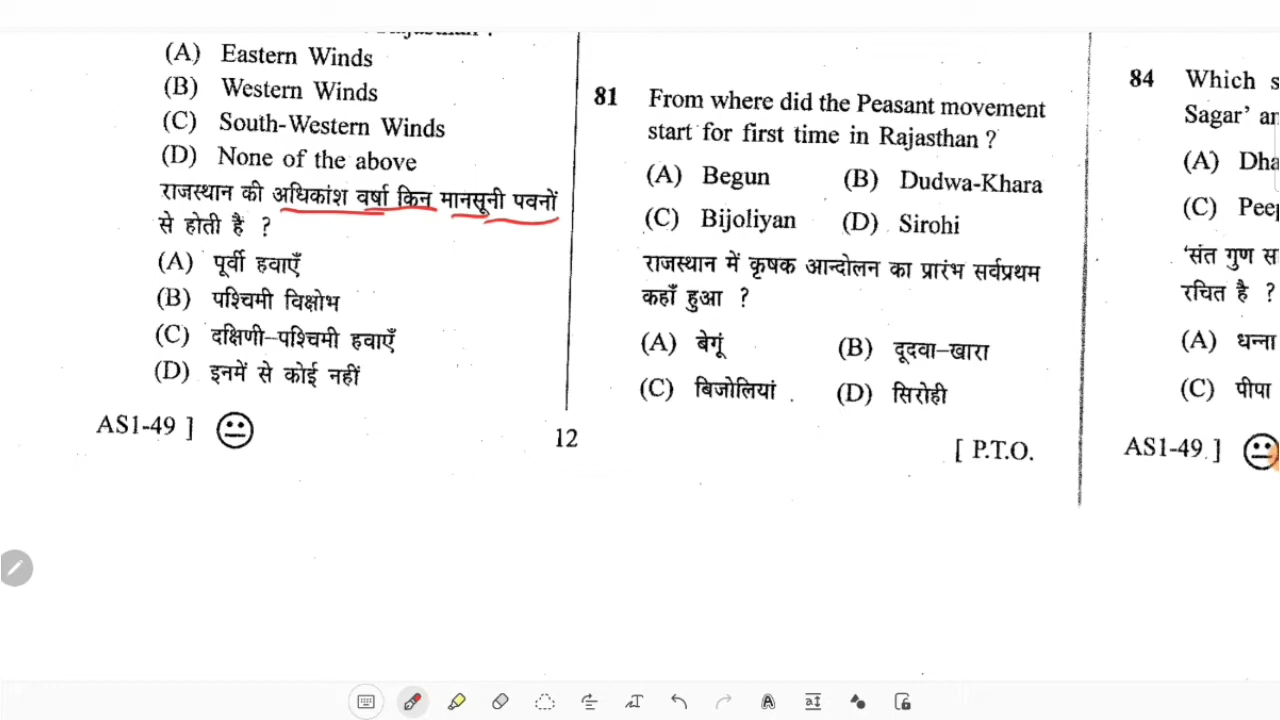 (A) Eastern Winds
(B) Western Winds
(C) South-Western Winds
(D) None of the above
राजस्थान की अधिकांश वर्षा किन मानसूनी पवनों
से होती है ?
(A) पूर्वी हवाएँ
(B) पश्चिमी विक्षोभ
(C) दक्षिणी-पश्चिमी हवाएँ
(D) इनमें से कोई नहीं
AS1-49 ]
12
81 From where did the Peasant movement
start for first time in Rajasthan ?
(A) Begun (B) Dudwa-Khara
(C) Bijoliyan (D) Sirohi
राजस्थान में कृषक आन्दोलन का प्रारंभ सर्वप्रथम
कहाँ हुआ ?
(A) बेगूं (B) दूदवा-खारा
(C) बिजोलियां (D) सिरोही
[ P.T.O.
84 Which
Sagar'
(A)
(C)
'संत गुण
रचित है ?
(A) धन्ना
(C) पीपा
AS1-49 ]